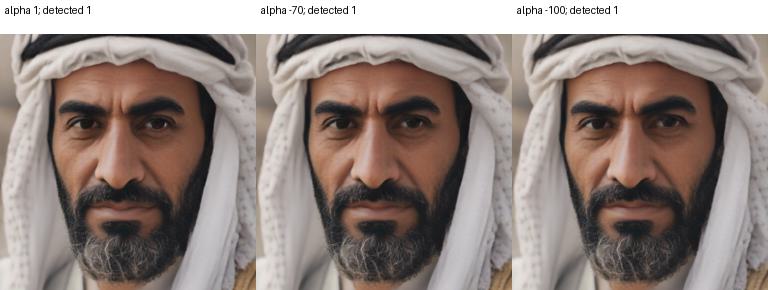 alpha 1; detected 1
alpha -70; detected 1
alpha -100; detected 1